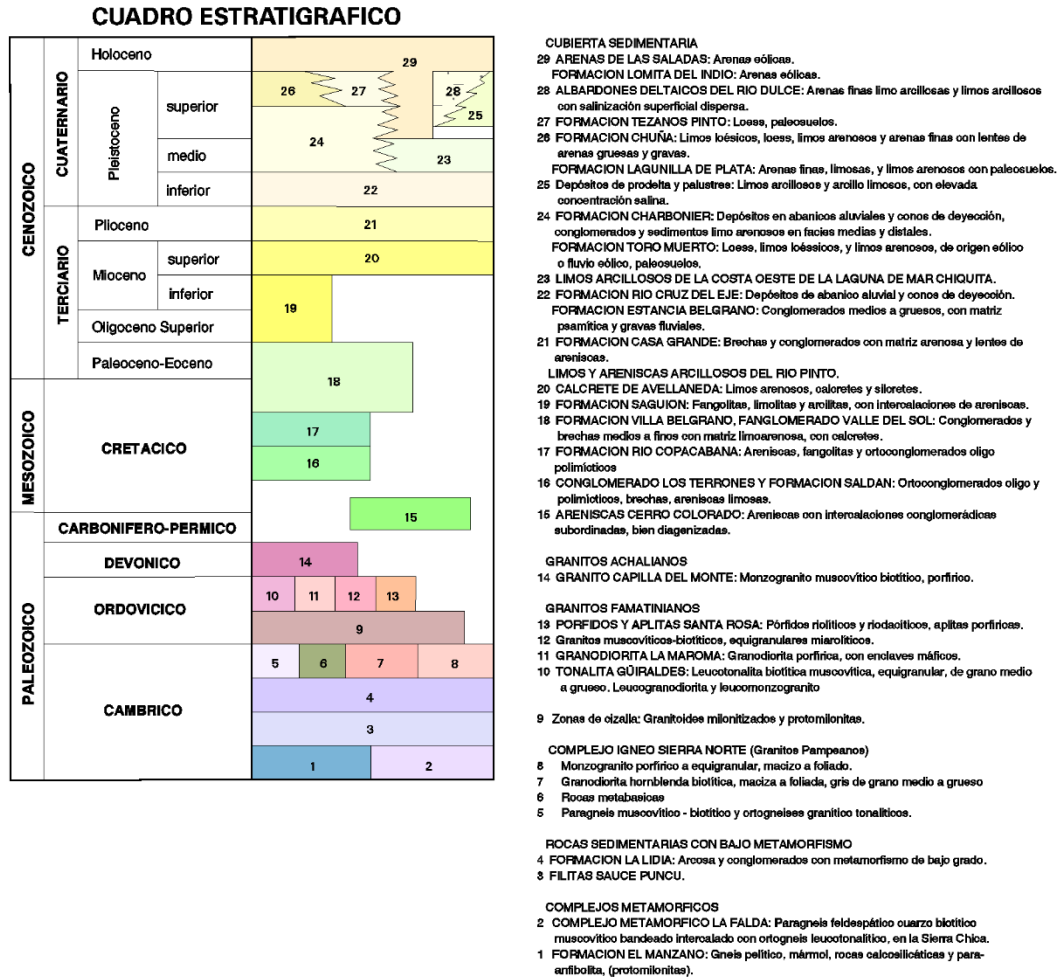 CUADRO ESTRATIGRAFICO
CENOZOICO
CUATERNARIO
Holoceno
Pleistoceno
superior
medio
inferior
TERCIARIO
Plioceno
Mioceno
superior
inferior
Oligoceno Superior
Paleoceno-Eoceno
MESOZOICO
CRETACICO
PALEOZOICO
CARBONIFERO-PERMICO
DEVONICO
ORDOVICICO
CAMBRICO
29
26
27
28
25
24
23
22
21
20
19
18
17
16
15
14
10
11
12
13
9
5
6
7
8
4
3
1
2
CUBIERTA SEDIMENTARIA
29 ARENAS DE LAS SALADAS: Arenas eólicas.
FORMACION LOMITA DEL INDIO: Arenas eólicas.
28 ALBARDONES DELTAICOS DEL RIO DULCE: Arenas finas limo arcillosas y limos arcillosos
con salinización superficial dispersa.
27 FORMACION TEZANOS PINTO: Loess, paleosuelos.
26 FORMACION CHUÑA: Limos loésicos, loess, limos arenosos y arenas finas con lentes de
arenas gruesas y gravas.
FORMACION LAGUNILLA DE PLATA: Arenas finas, limosas, y limos arenosos con paleosuelos.
25 Depósitos de prodelta y palustres: Limos arcillosos y arcillo limosos, con elevada
concentración salina.
24 FORMACION CHARBONIER: Depósitos en abanicos aluviales y conos de deyección,
conglomerados y sedimentos limo arenosos en facies medias y distales.
FORMACION TORO MUERTO: Loess, limos loéssicos, y limos arenosos, de origen eólico
o fluvio eólico, paleosuelos.
23 LIMOS ARCILLOSOS DE LA COSTA OESTE DE LA LAGUNA DE MAR CHIQUITA.
22 FORMACION RIO CRUZ DEL EJE: Depósitos de abanico aluvial y conos de deyección.
FORMACION ESTANCIA BELGRANO: Conglomerados medios a gruesos, con matriz
psamítica y gravas fluviales.
21 FORMACION CASA GRANDE: Brechas y conglomerados con matriz arenosa y lentes de
areniscas.
LIMOS Y ARENISCAS ARCILLOSOS DEL RIO PINTO.
20 CALCRETE DE AVELLANEDA: Limos arenosos, calcretes y silcretes.
19 FORMACION SAGUION: Fangolitas, limolitas y arcilitas, con intercalaciones de areniscas.
18 FORMACION VILLA BELGRANO, FANGLOMERADO VALLE DEL SOL: Conglomerados y
brechas medios a finos con matriz limoarenosa, con calcretes.
17 FORMACION RIO COPACABANA: Areniscas, fangolitas y ortoconglomerados oligo
polimícticos
16 CONGLOMERADO LOS TERRONES Y FORMACION SALDAN: Ortoconglomerados oligo y
polimícticos, brechas, areniscas limosas.
15 ARENISCAS CERRO COLORADO: Areniscas con intercalaciones conglomerádicas
subordinadas, bien diagenizadas.
GRANITOS ACHALIANOS
14 GRANITO CAPILLA DEL MONTE: Monzogranito muscovítico biotítico, porfírico.
GRANITOS FAMATINIANOS
13 PORFIDOS Y APLITAS SANTA ROSA: Pórfidos riolíticos y riodacíticos, aplitas porfíricas.
12 Granitos muscovíticos-biotíticos, equigranulares miarolíticos.
11 GRANODIORITA LA MAROMA: Granodiorita porfírica, con enclaves máficos.
10 TONALITA GÜIRALDES: Leucotonalita biotítica muscovítica, equigranular, de grano medio
a grueso. Leucogranodiorita y leucomonzogranito
9 Zonas de cizalla: Granitoides milonitizados y protomilonitas.
COMPLEJO IGNEO SIERRA NORTE (Granitos Pampeanos)
8 Monzogranito porfírico a equigranular, macizo a foliado.
7 Granodiorita hornblenda biotítica, maciza a foliada, gris de grano medio a grueso
6 Rocas metabasicas
5 Paragneis muscovítico - biotítico y ortogneises granítico tonalíticos.
ROCAS SEDIMENTARIAS CON BAJO METAMORFISMO
4 FORMACION LA LIDIA: Arcosa y conglomerados con metamorfismo de bajo grado.
3 FILITAS SAUCE PUNCU.
COMPLEJOS METAMORFICOS
2 COMPLEJO METAMORFICO LA FALDA: Paragneis feldespático cuarzo biotítico
muscovítico bandeado intercalado con ortogneis leucotonalítico, en la Sierra Chica.
1 FORMACION EL MANZANO: Gneis pelítico, mármol, rocas calcosilicáticas y para-
anfibolita, (protomilonitas).